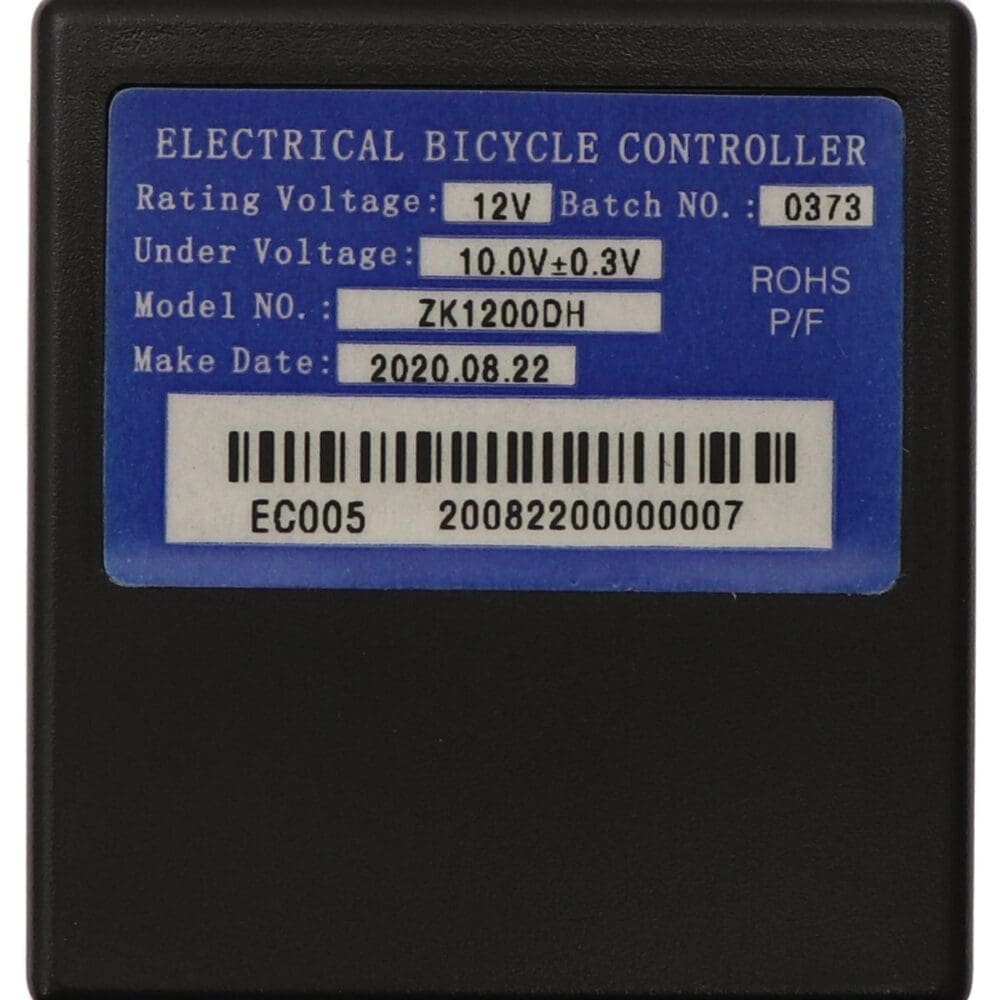 ELECTRICAL BICYCLE CONTROLLER
Rating Voltage: 12V Batch NO.: 0373
Under Voltage: 10.0V±0.3V
ROHS
Model NO.: ZK1200DH
P/F
Make Date: 2020.08.22
EC005 20082200000007